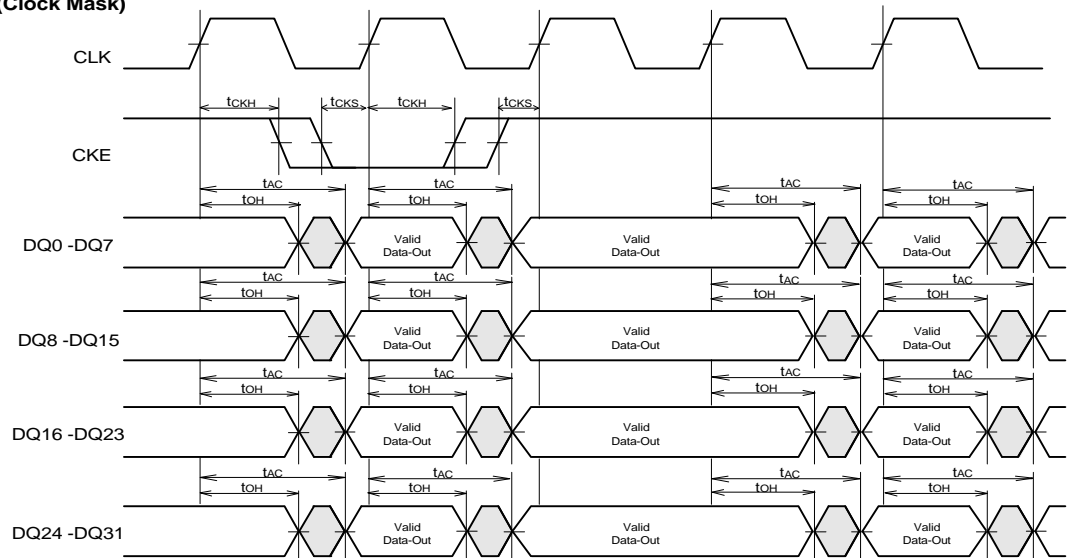 (Clock Mask)
CLK
tCKH tCKS tCKH tCKS
CKE
tAC tAC tAC tAC
tOH tOH tOH tOH
DQ0 -DQ7 Valid Data-Out Valid Data-Out Valid Data-Out
tAC tAC tAC tAC
tOH tOH tOH tOH
DQ8 -DQ15 Valid Data-Out Valid Data-Out Valid Data-Out
tAC tAC tAC tAC
tOH tOH tOH tOH
DQ16 -DQ23 Valid Data-Out Valid Data-Out Valid Data-Out
tAC tAC tAC tAC
tOH tOH tOH tOH
DQ24 -DQ31 Valid Data-Out Valid Data-Out Valid Data-Out